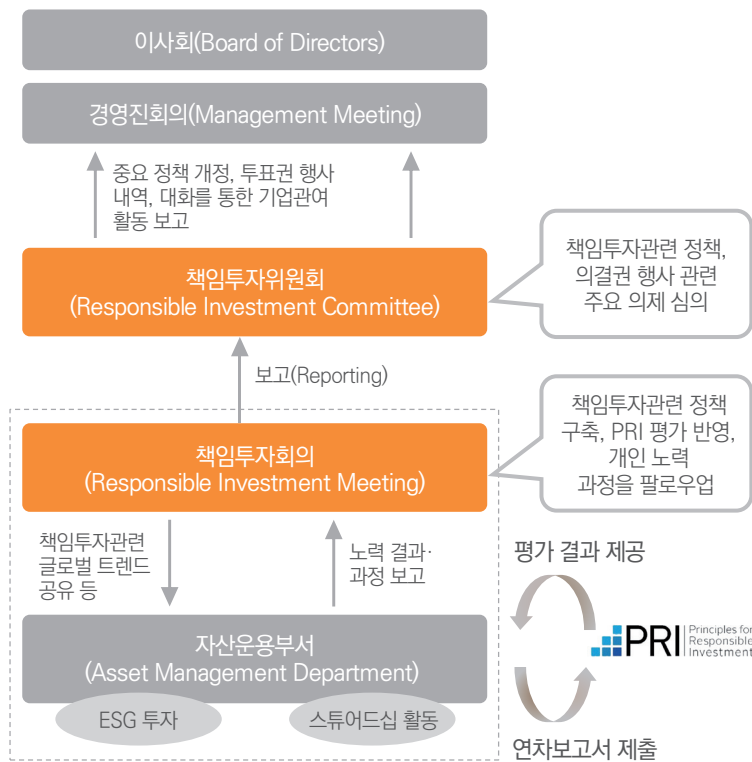 이사회(Board of Directors)
경영진회의(Management Meeting)
중요 정책 개정, 투표권 행사
내역, 대화를 통한 기업관여
활동 보고
책임투자위원회
(Responsible Investment Committee)
책임투자관련 정책,
의결권 행사 관련
주요 의제 심의
보고(Reporting)
책임투자회의
(Responsible Investment Meeting)
책임투자관련 정책
구축, PRI 평가 반영,
개인 노력
과정을 팔로우업
책임투자관련
글로벌 트렌드
공유 등
노력 결과·
과정 보고
평가 결과 제공
자산운용부서
(Asset Management Department)
ESG 투자
스튜어드십 활동
PRI
Principles for
Responsible
Investment
연차보고서 제출